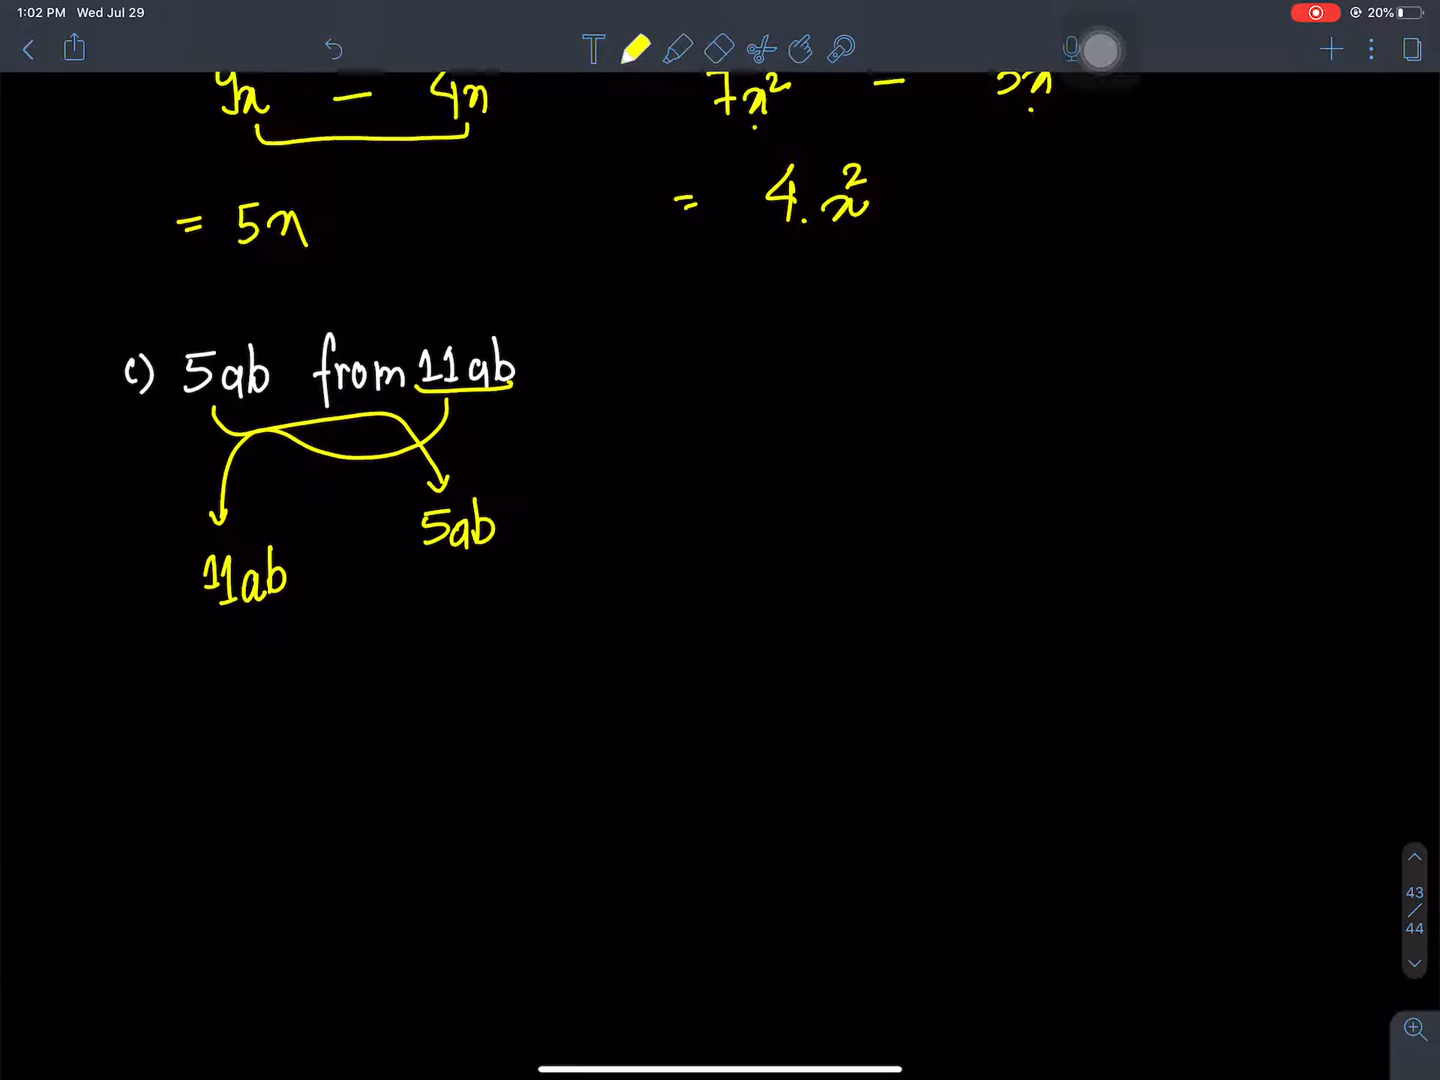 1:02 PM Wed Jul 29
20%
T
9x - 4x
7x² -
= 5x
= 4.x²
c) 5ab from 11ab
5ab
11ab
43
/
44